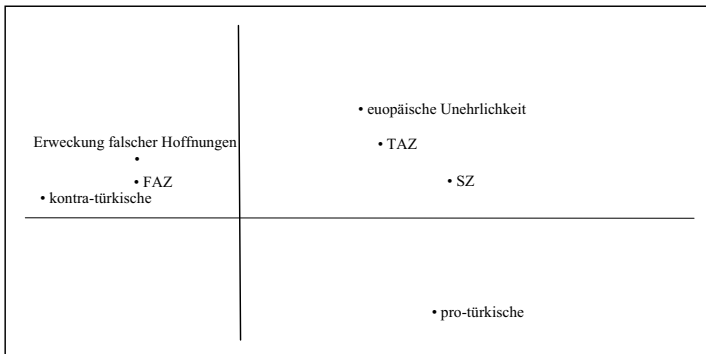 • euopäische Unehrlichkeit
Erweckung falscher Hoffnungen
•
• TAZ
• FAZ
• SZ
• kontra-türkische
• pro-türkische